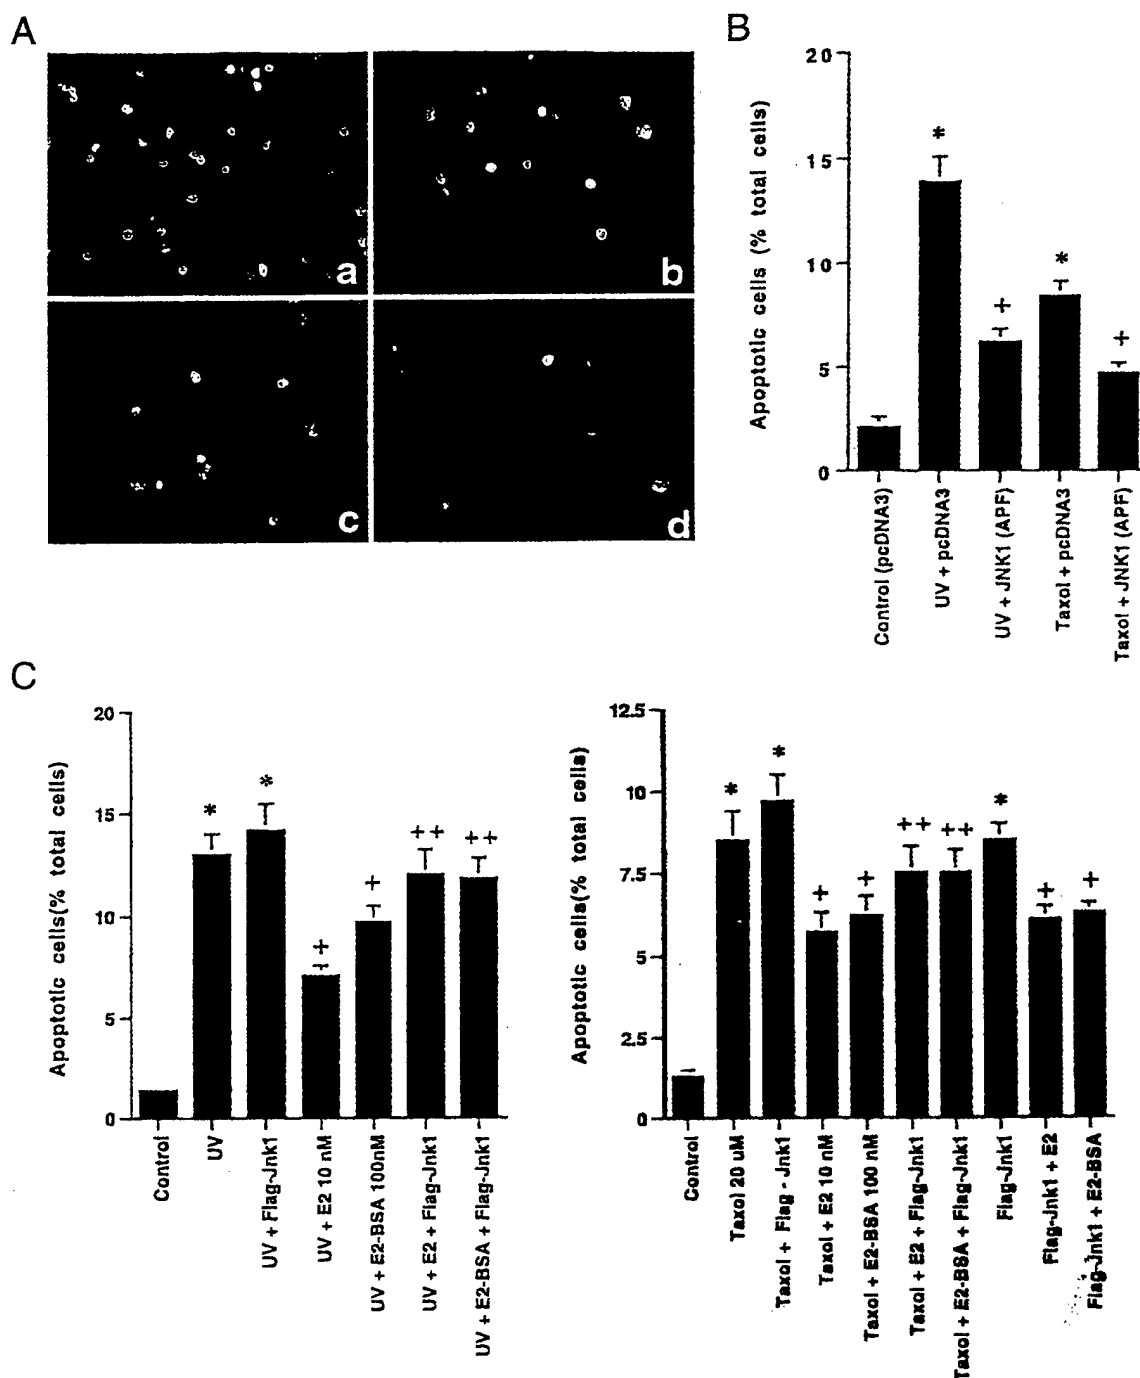 A
a
b
c
d
B
Apoptotic cells (% total cells)
20
15
10
5
0
*
+
*
+
Control (pcDNA3)
UV + pcDNA3
UV + JNK1 (APF)
Taxol + pcDNA3
Taxol + JNK1 (APF)
C
Apoptotic cells(% total cells)
20
15
10
5
0
*
*
+
+
++
++
Control
UV
UV + Flag-Jnk1
UV + E2 10 nM
UV + E2-BSA 100nM
UV + E2 + Flag-Jnk1
UV + E2-BSA + Flag-Jnk1
Apoptotic cells(% total cells)
12.5
10
7.5
5
2.5
0
*
*
+
+
++
++
*
+
+
Control
Taxol 20 uM
Taxol + Flag - Jnk1
Taxol + E2 10 nM
Taxol + E2-BSA 100 nM
Taxol + E2 + Flag-Jnk1
Taxol + E2-BSA + Flag-Jnk1
Flag-Jnk1
Flag-Jnk1 + E2
Flag-Jnk1 + E2-BSA